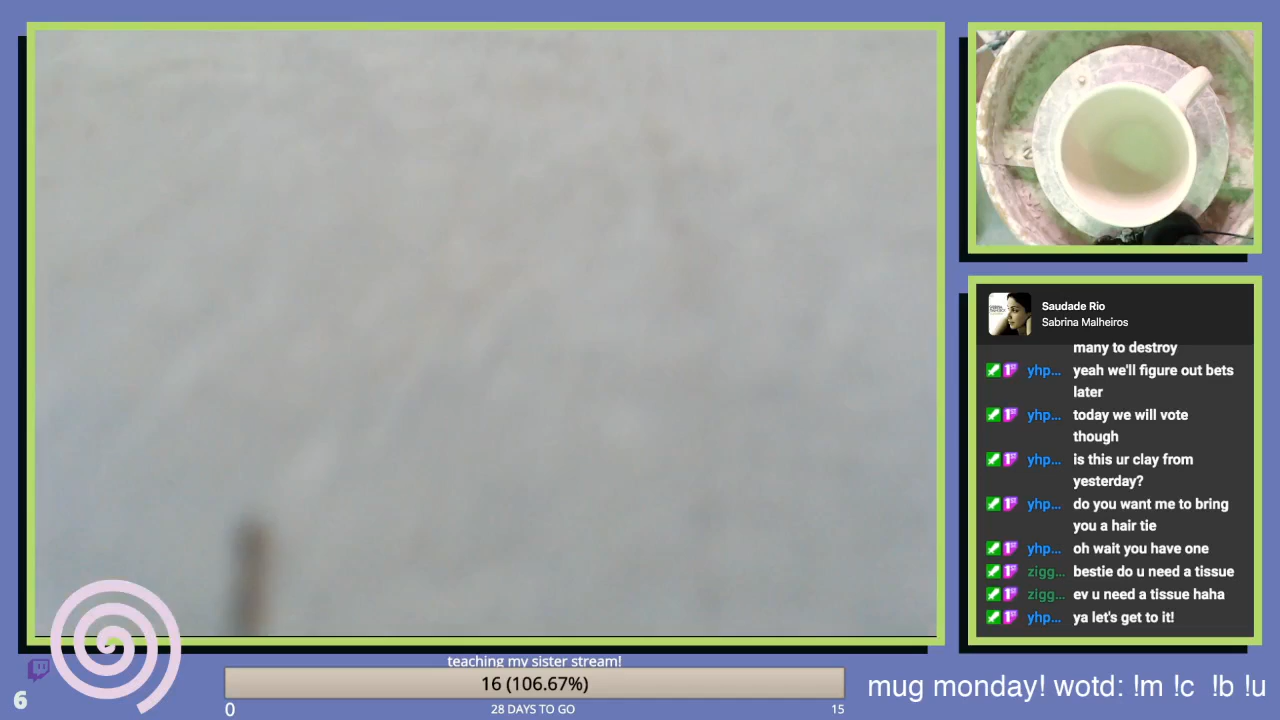 Saudade Rio
Sabrina Malheiros
many to destroy
yhp... yeah we'll figure out bets
later
yhp... today we will vote
though
yhp... is this ur clay from
yesterday?
yhp... do you want me to bring
you a hair tie
yhp... oh wait you have one
zigg... bestie do u need a tissue
zigg... ev u need a tissue haha
yhp... ya let's get to it!
teaching my sister stream!
16 (106.67%)
0 28 DAYS TO GO 15
6
mug monday! wotd: !m !c !b !u